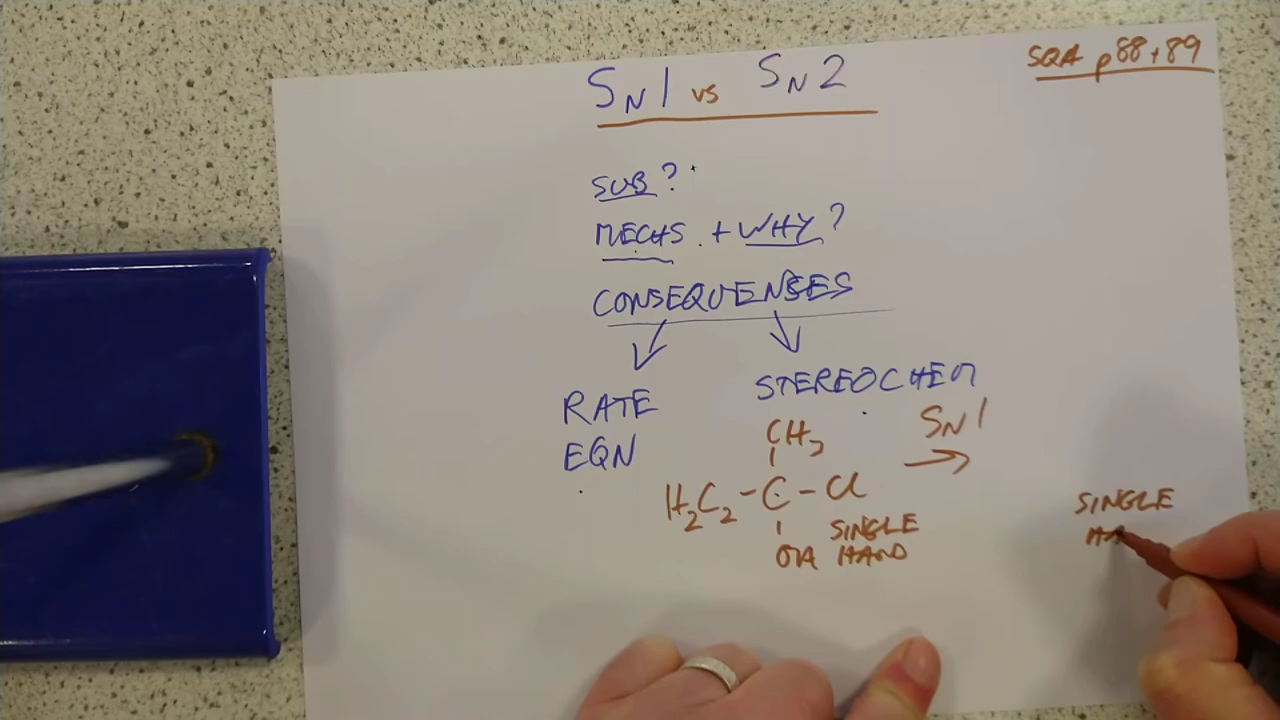 SN1 vs SN2
SQA p88+89
SUB?
MECHS + WHY?
CONSEQUENSES
RATE
EQN
STEREOCHEM
CH3
SN1
H2C2 - C - Cl
OH
SINGLE
HAND
SINGLE